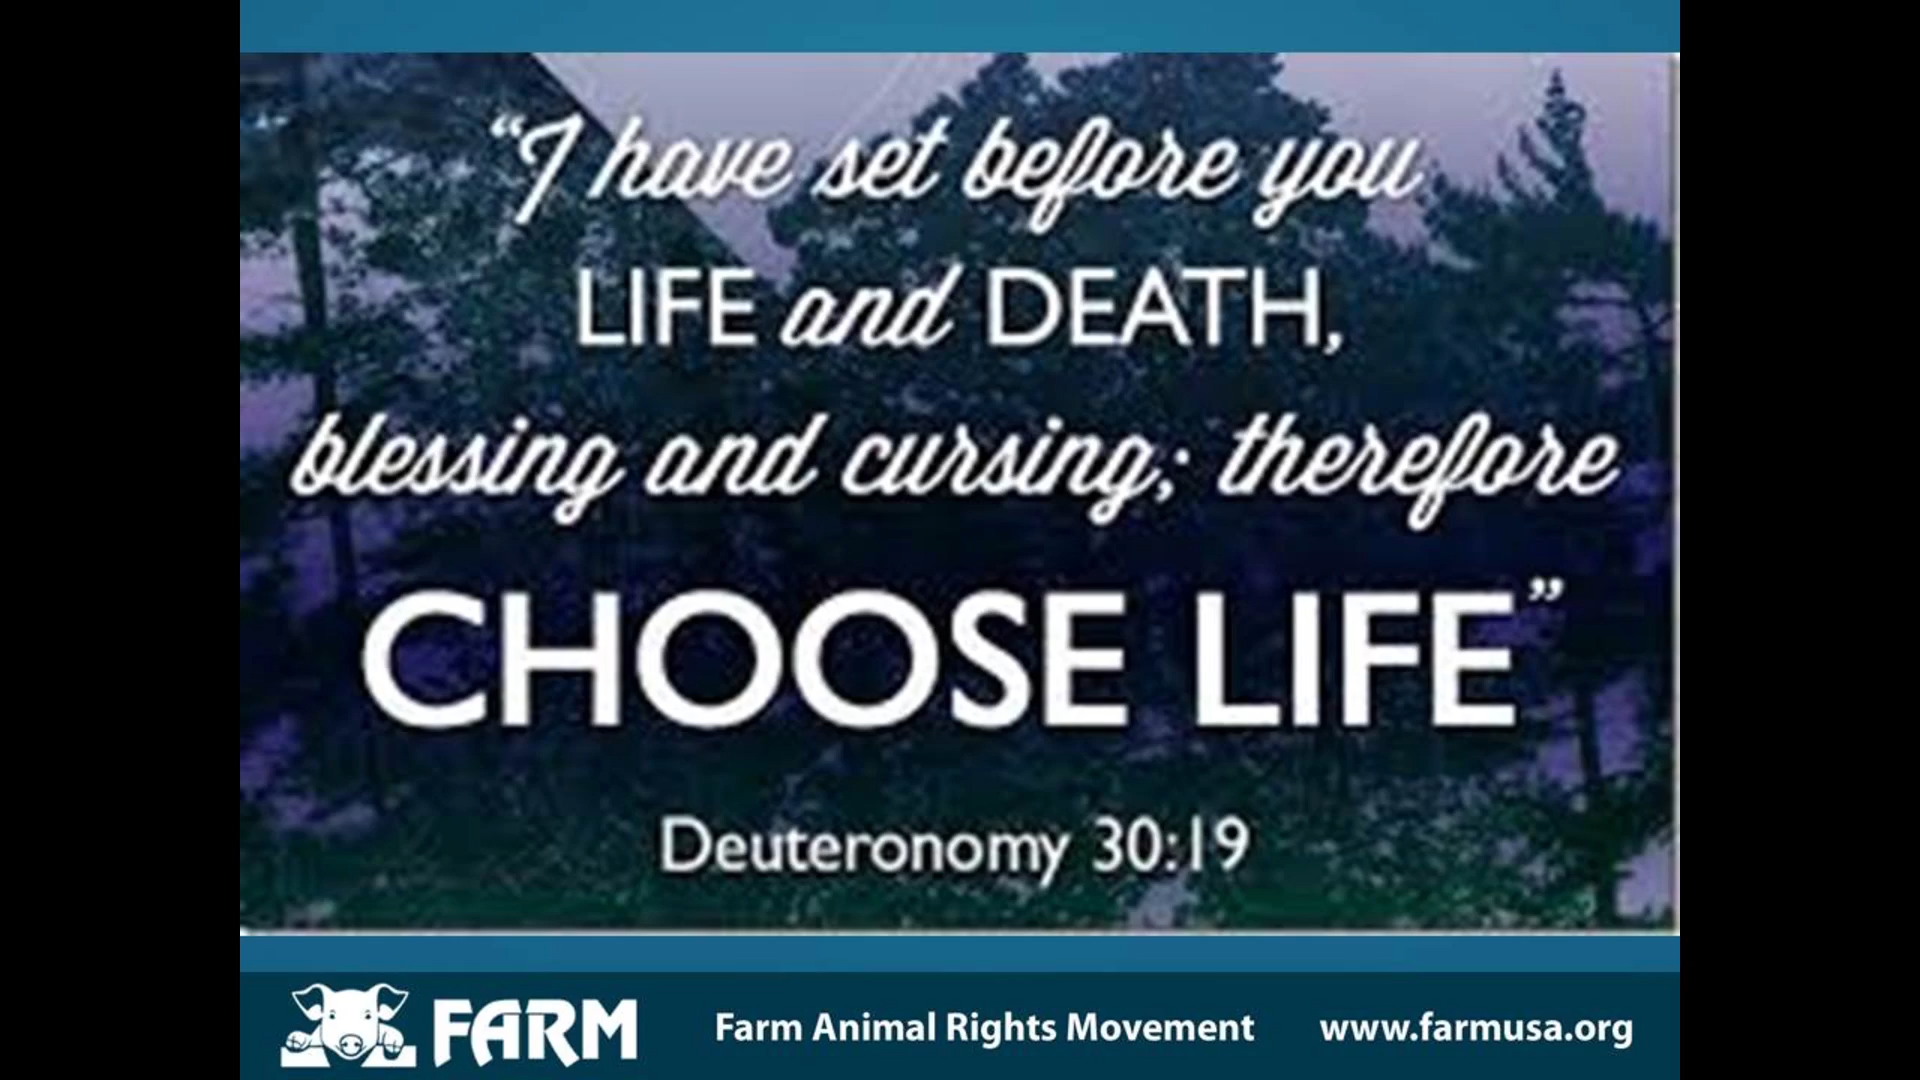 “I have set before you
LIFE and DEATH,
blessing and cursing; therefore
CHOOSE LIFE”
Deuteronomy 30:19
FARM Farm Animal Rights Movement www.farmusa.org